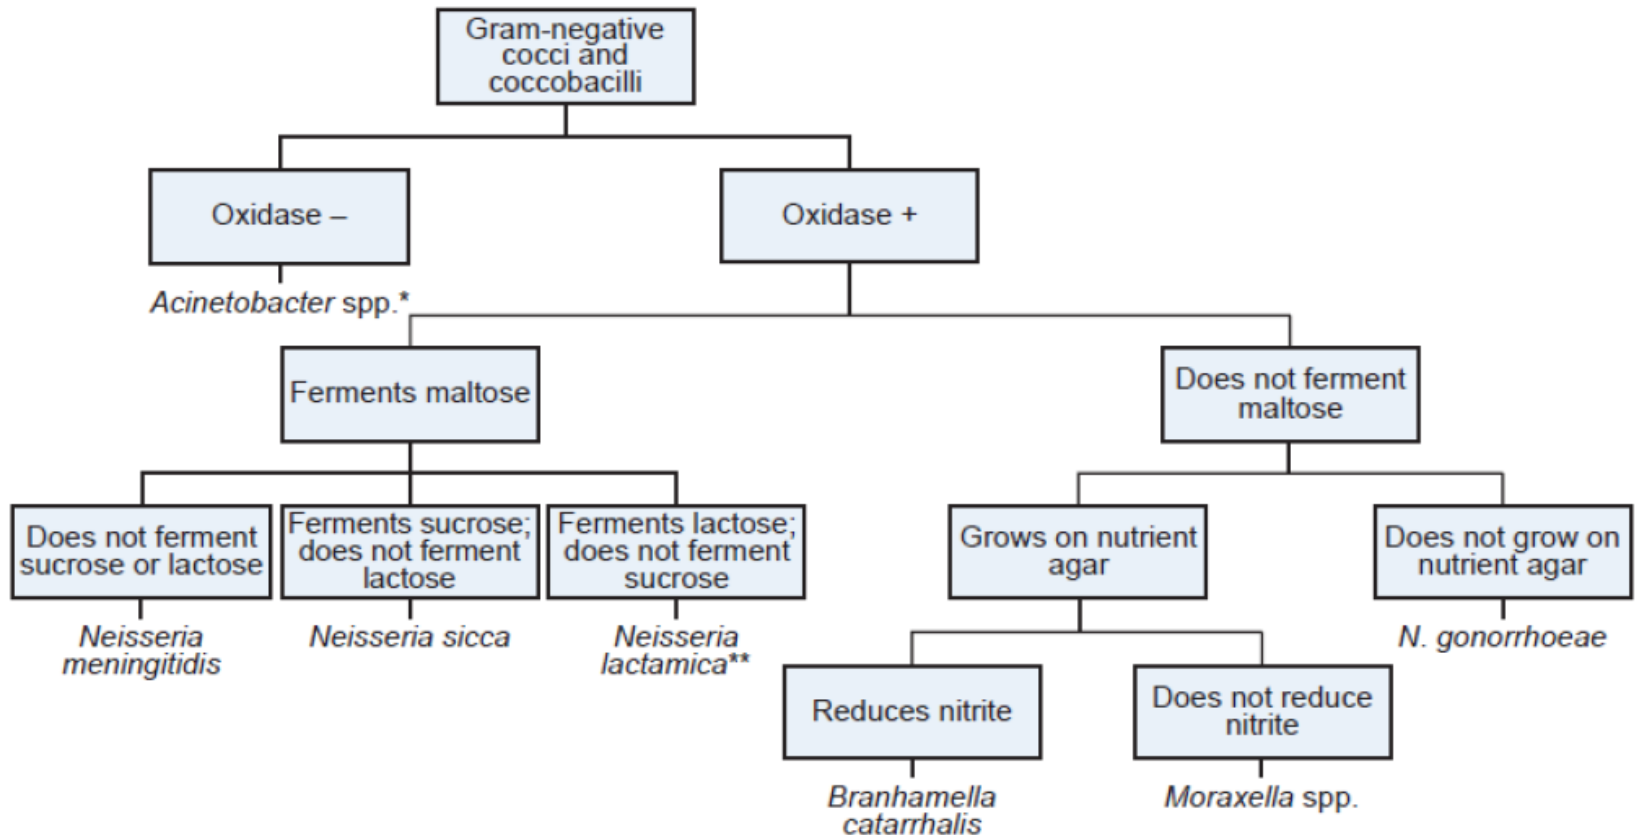 Gram-negative
cocci and
coccobacilli
Oxidase –
Oxidase +
Acinetobacter spp.*
Ferments maltose
Does not ferment
maltose
Does not ferment
sucrose or lactose
Ferments sucrose;
does not ferment
lactose
Ferments lactose;
does not ferment
sucrose
Grows on nutrient
agar
Does not grow on
nutrient agar
Neisseria
meningitidis
Neisseria sicca
Neisseria
lactamica**
N. gonorrhoeae
Reduces nitrite
Does not reduce
nitrite
Branhamella
catarrhalis
Moraxella spp.